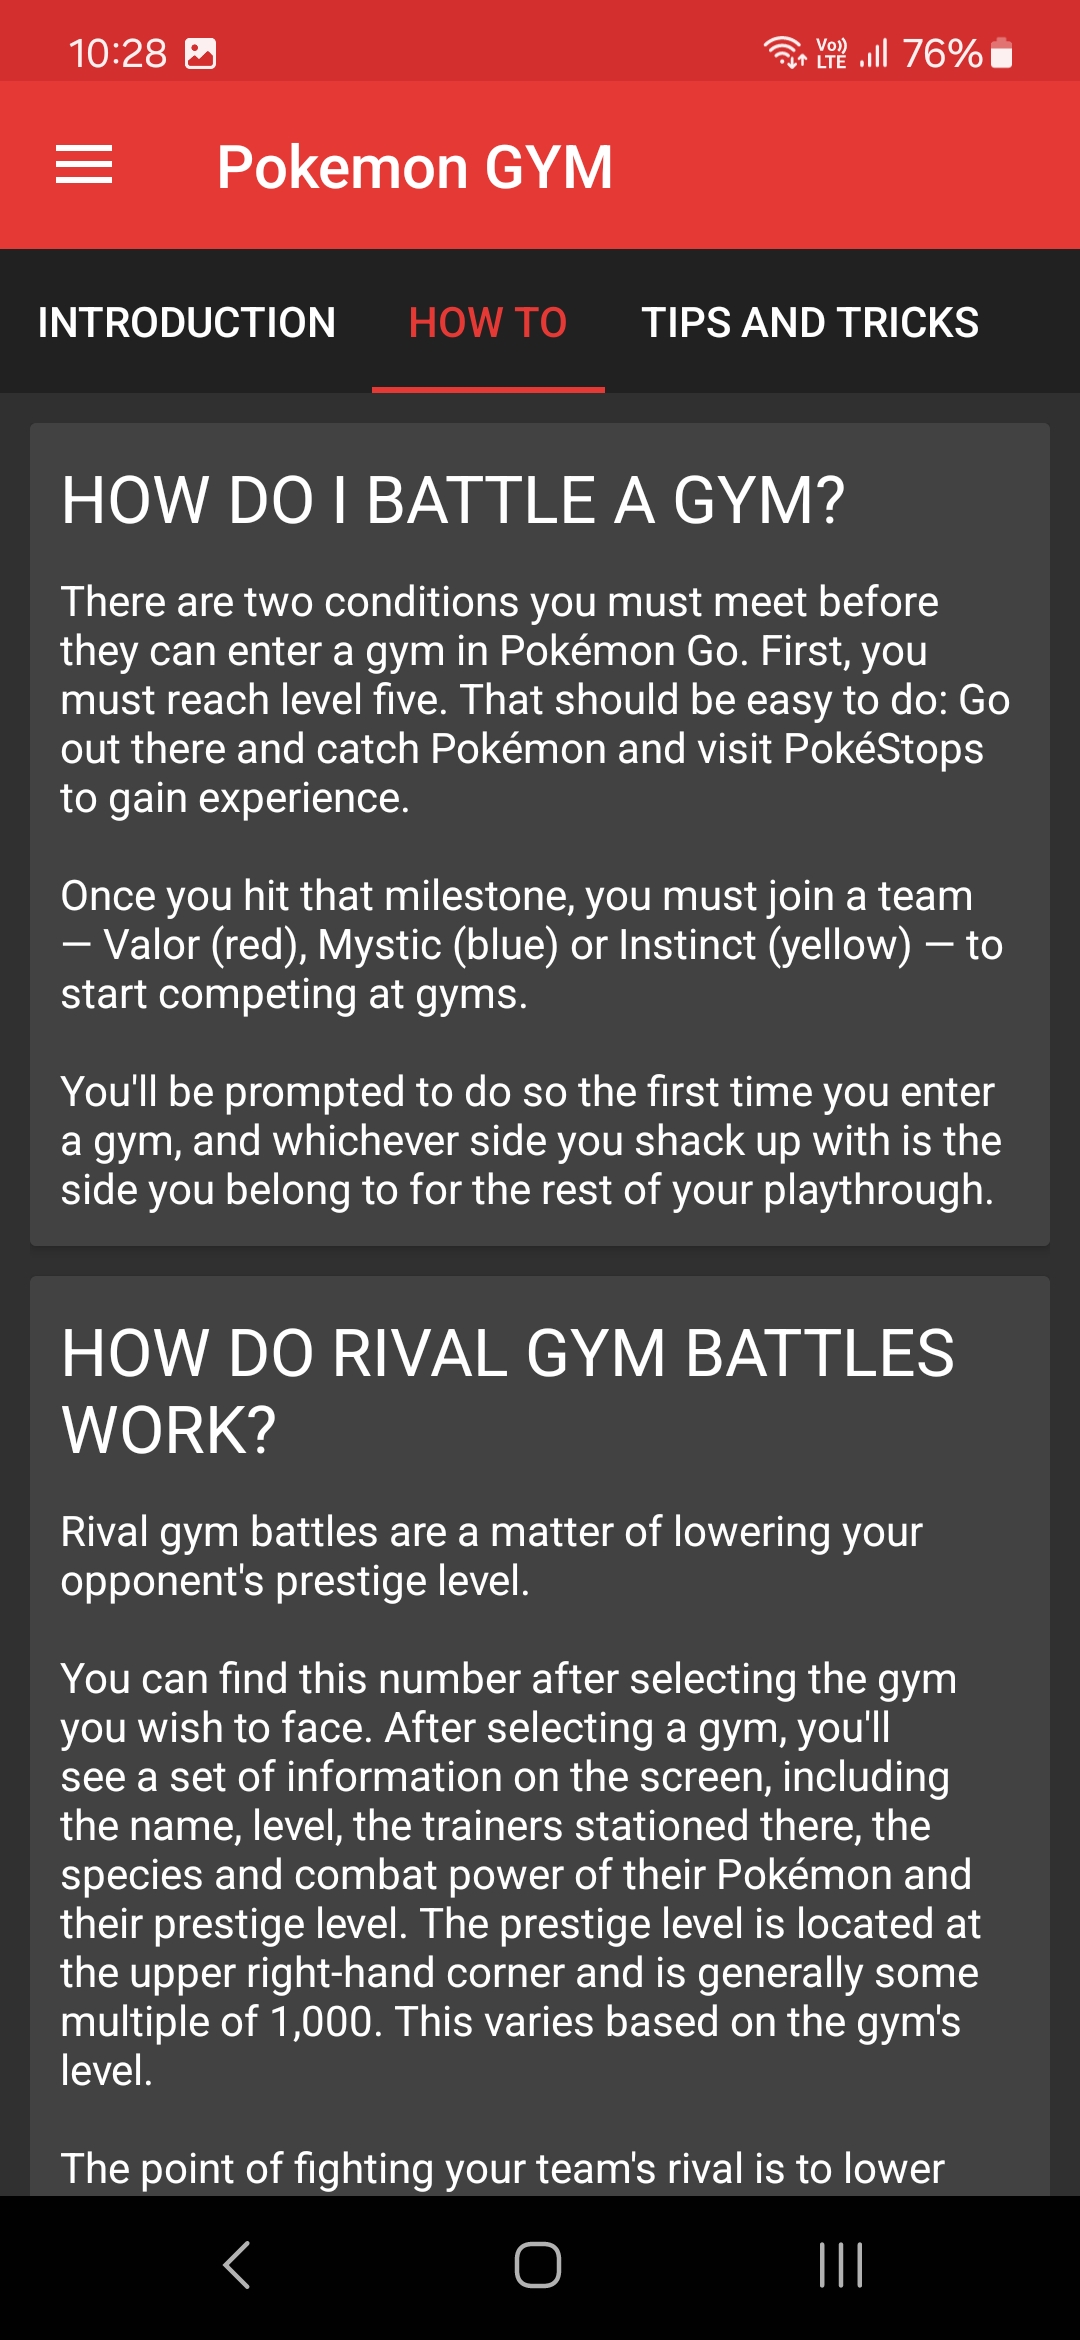 10:28
Vo)) LTE 76%
Pokemon GYM
INTRODUCTION HOW TO TIPS AND TRICKS
HOW DO I BATTLE A GYM?
There are two conditions you must meet before
they can enter a gym in Pokémon Go. First, you
must reach level five. That should be easy to do: Go
out there and catch Pokémon and visit PokéStops
to gain experience.
Once you hit that milestone, you must join a team
— Valor (red), Mystic (blue) or Instinct (yellow) — to
start competing at gyms.
You'll be prompted to do so the first time you enter
a gym, and whichever side you shack up with is the
side you belong to for the rest of your playthrough.
HOW DO RIVAL GYM BATTLES
WORK?
Rival gym battles are a matter of lowering your
opponent's prestige level.
You can find this number after selecting the gym
you wish to face. After selecting a gym, you'll
see a set of information on the screen, including
the name, level, the trainers stationed there, the
species and combat power of their Pokémon and
their prestige level. The prestige level is located at
the upper right-hand corner and is generally some
multiple of 1,000. This varies based on the gym's
level.
The point of fighting your team's rival is to lower